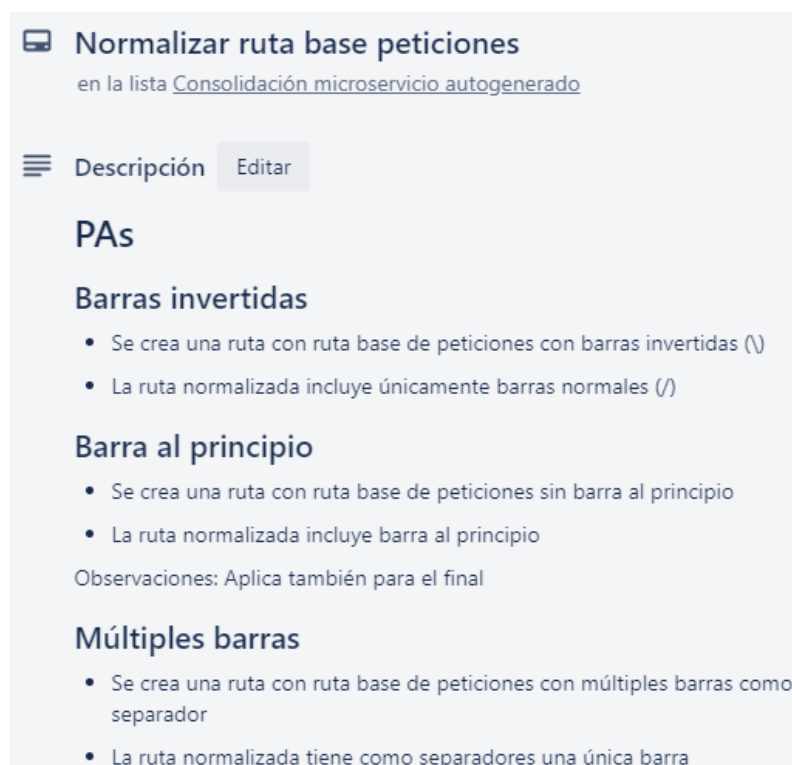 Normalizar ruta base peticiones
en la lista Consolidación microservicio autogenerado
Descripción Editar
PAs
Barras invertidas
• Se crea una ruta con ruta base de peticiones con barras invertidas (\)
• La ruta normalizada incluye únicamente barras normales (/)
Barra al principio
• Se crea una ruta con ruta base de peticiones sin barra al principio
• La ruta normalizada incluye barra al principio
Observaciones: Aplica también para el final
Múltiples barras
• Se crea una ruta con ruta base de peticiones con múltiples barras como
separador
• La ruta normalizada tiene como separadores una única barra